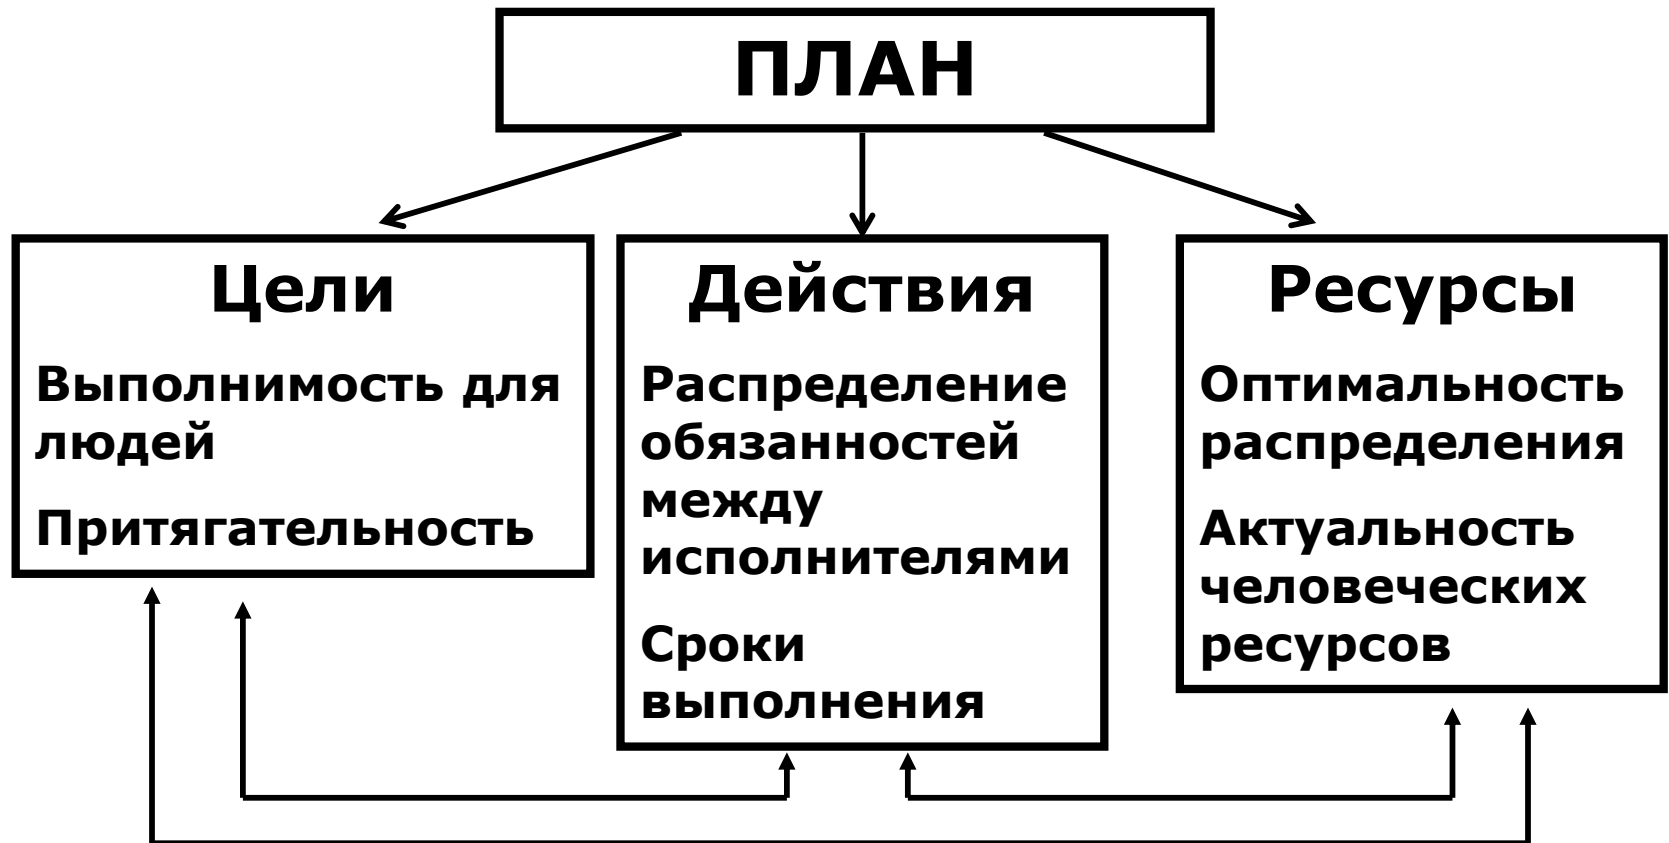 ПЛАН
Цели
Выполнимость для
людей
Притягательность
Действия
Распределение
обязанностей
между
исполнителями
Сроки
выполнения
Ресурсы
Оптимальность
распределения
Актуальность
человеческих
ресурсов